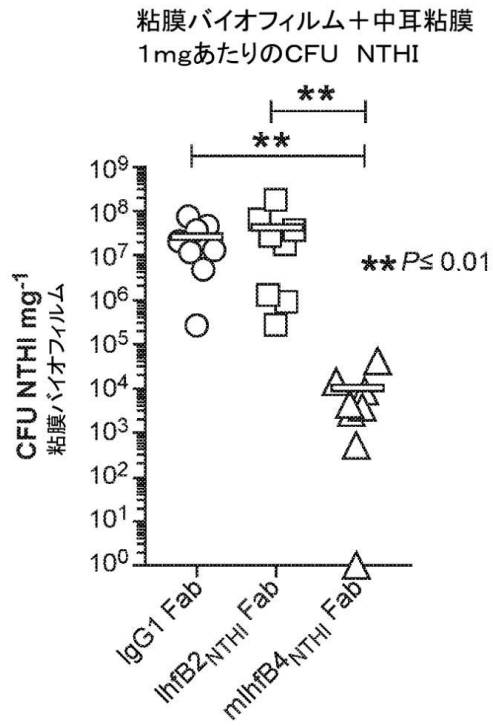 粘膜バイオフィルム＋中耳粘膜
1mgあたりのCFU NTHI
**
**
10⁹
10⁸
10⁷
10⁶
10⁵
10⁴
10³
10²
10¹
10⁰
CFU NTHI mg⁻¹
粘膜バイオフィルム
** P≤ 0.01
IgG1 Fab
IhfB2NTHI Fab
mIhfB4NTHI Fab